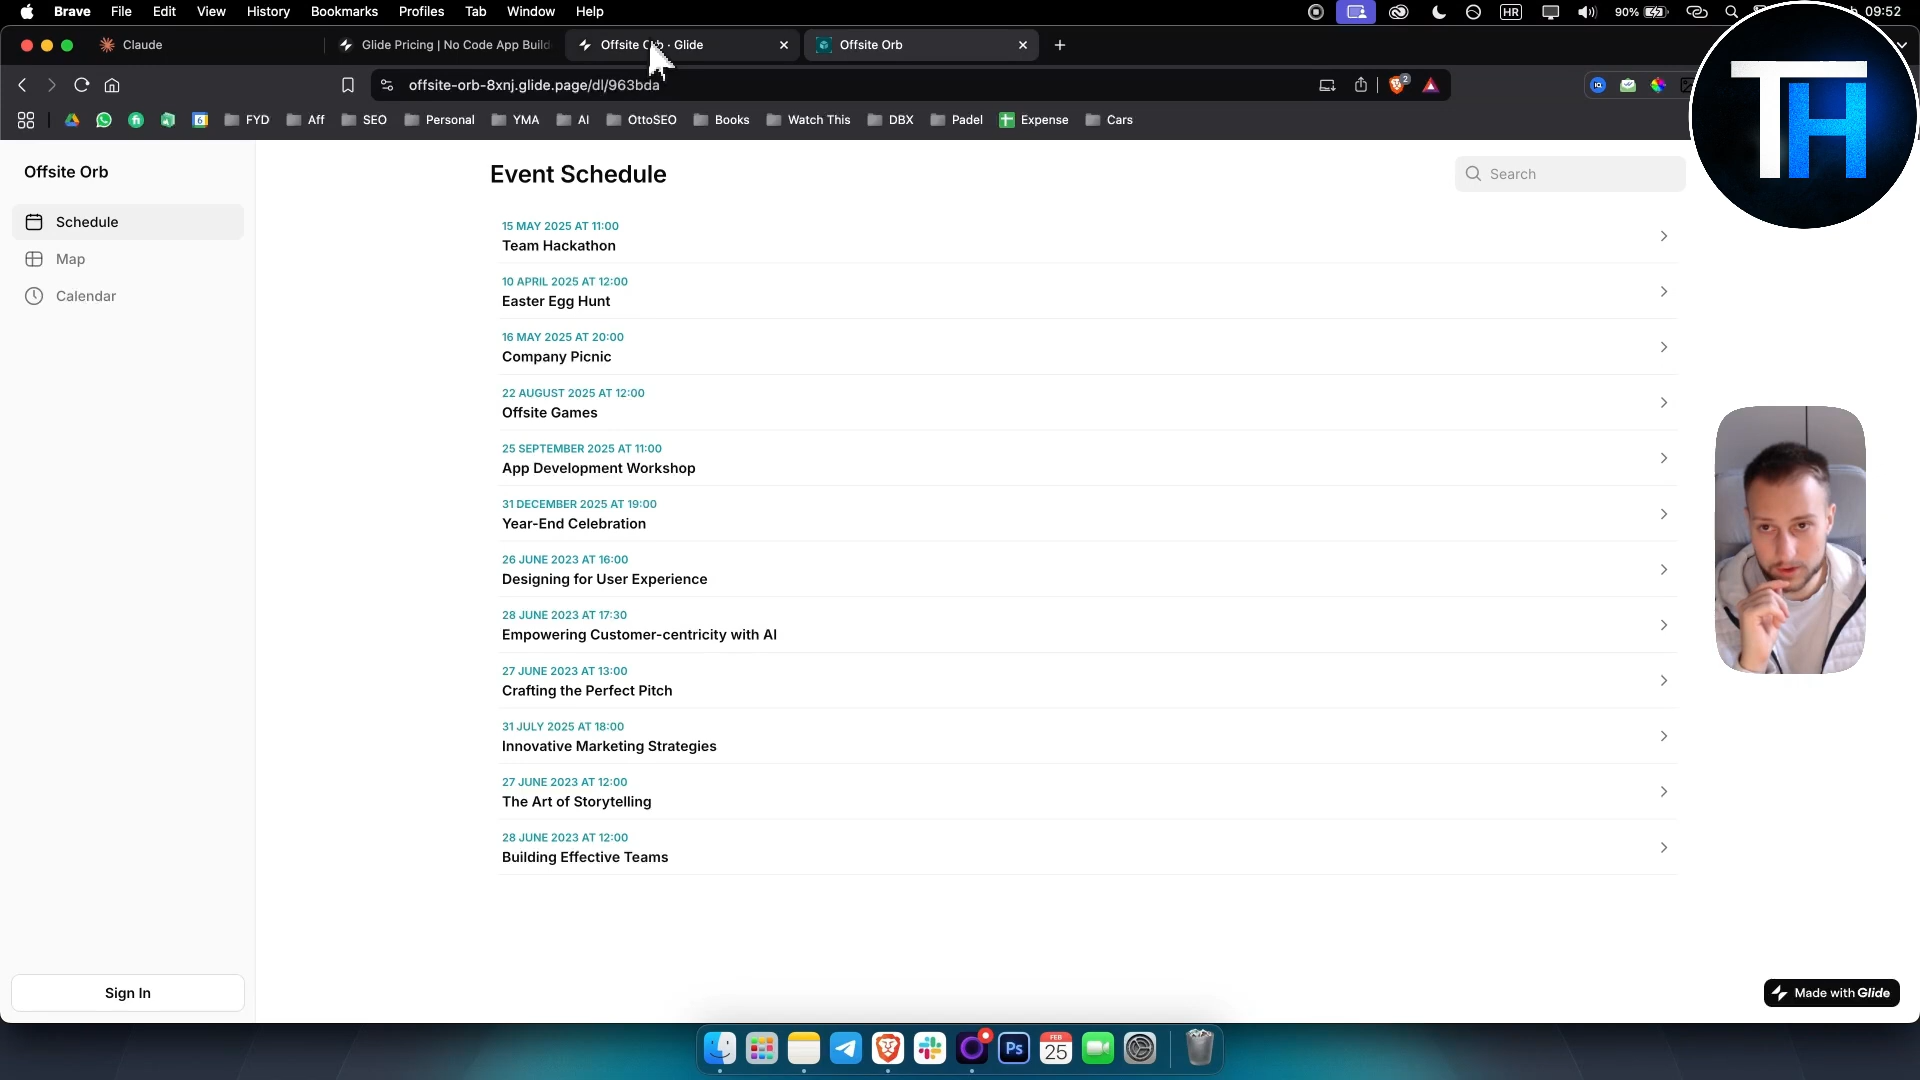 Brave File Edit View History Bookmarks Profiles Tab Window Help HR 90% 09:52
Claude Glide Pricing | No Code App Build Offsite Orb · Glide Offsite Orb
offsite-orb-8xnj.glide.page/dl/963bda 2
6 FYD Aff SEO Personal YMA AI OttoSEO Books Watch This DBX Padel Expense Cars
TH
Offsite Orb
Schedule
Map
Calendar
Sign In
Event Schedule
Search
15 MAY 2025 AT 11:00
Team Hackathon
10 APRIL 2025 AT 12:00
Easter Egg Hunt
16 MAY 2025 AT 20:00
Company Picnic
22 AUGUST 2025 AT 12:00
Offsite Games
25 SEPTEMBER 2025 AT 11:00
App Development Workshop
31 DECEMBER 2025 AT 19:00
Year-End Celebration
26 JUNE 2023 AT 16:00
Designing for User Experience
28 JUNE 2023 AT 17:30
Empowering Customer-centricity with AI
27 JUNE 2023 AT 13:00
Crafting the Perfect Pitch
31 JULY 2025 AT 18:00
Innovative Marketing Strategies
27 JUNE 2023 AT 12:00
The Art of Storytelling
28 JUNE 2023 AT 12:00
Building Effective Teams
Made with Glide
Ps
FEB
25